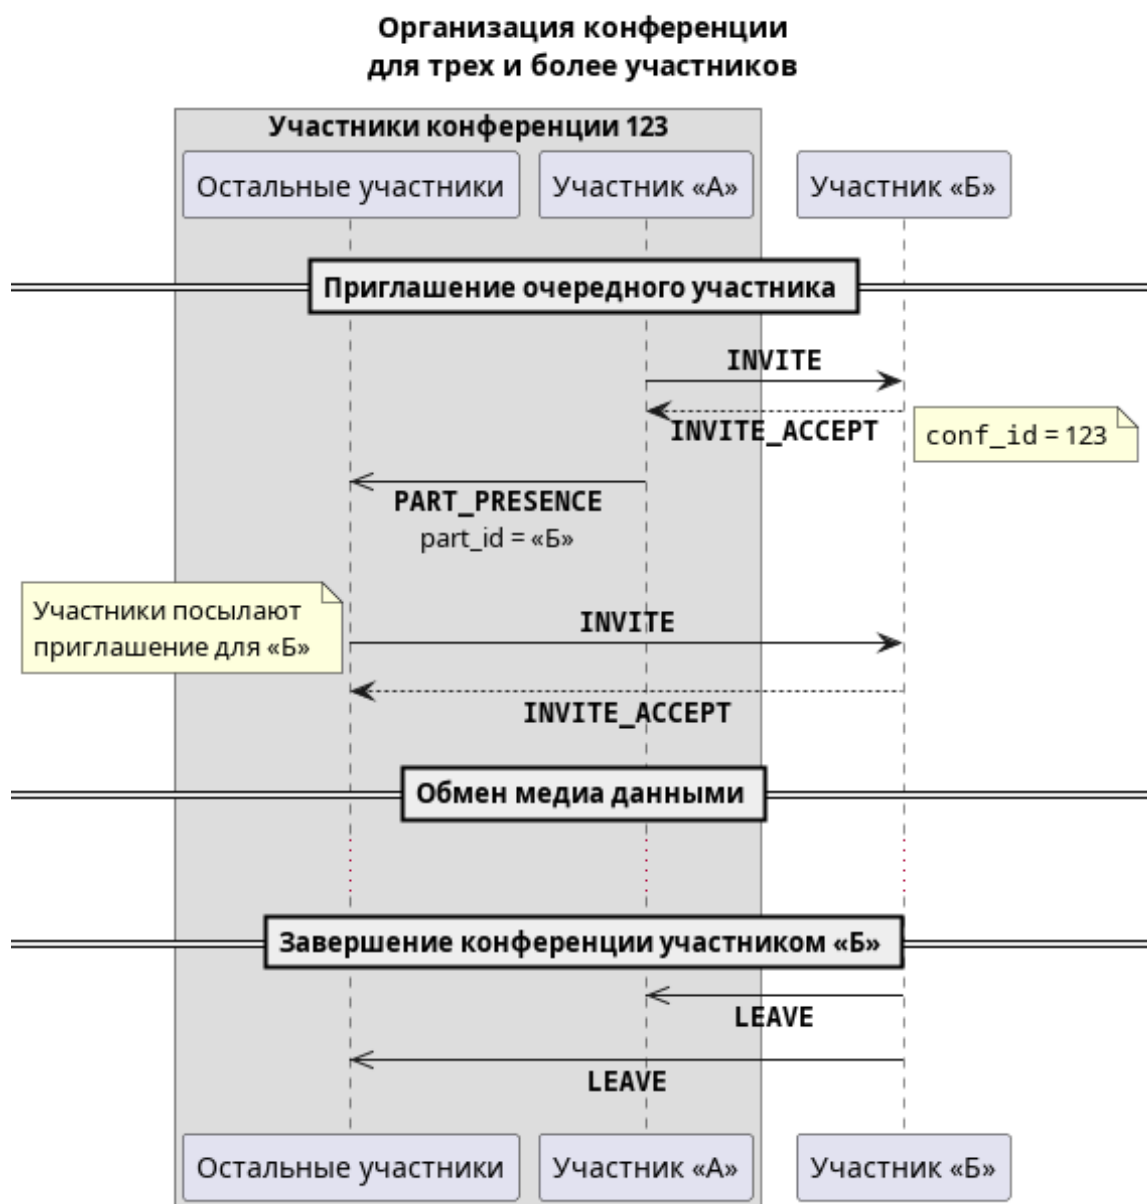 Организация конференции
для трех и более участников
Участники конференции 123
Остальные участники
Участник «А»
Участник «Б»
Приглашение очередного участника
INVITE
INVITE_ACCEPT
conf_id = 123
PART_PRESENCE
part_id = «Б»
Участники посылают
приглашение для «Б»
INVITE
INVITE_ACCEPT
Обмен медиа данными
Завершение конференции участником «Б»
LEAVE
LEAVE
Остальные участники
Участник «А»
Участник «Б»